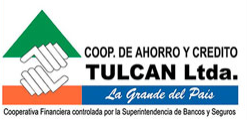 COOP. DE AHORRO Y CREDITO
TULCAN Ltda.
La Grande del País
Cooperativa Financiera controlada por la Superintendencia de Bancos y Seguros